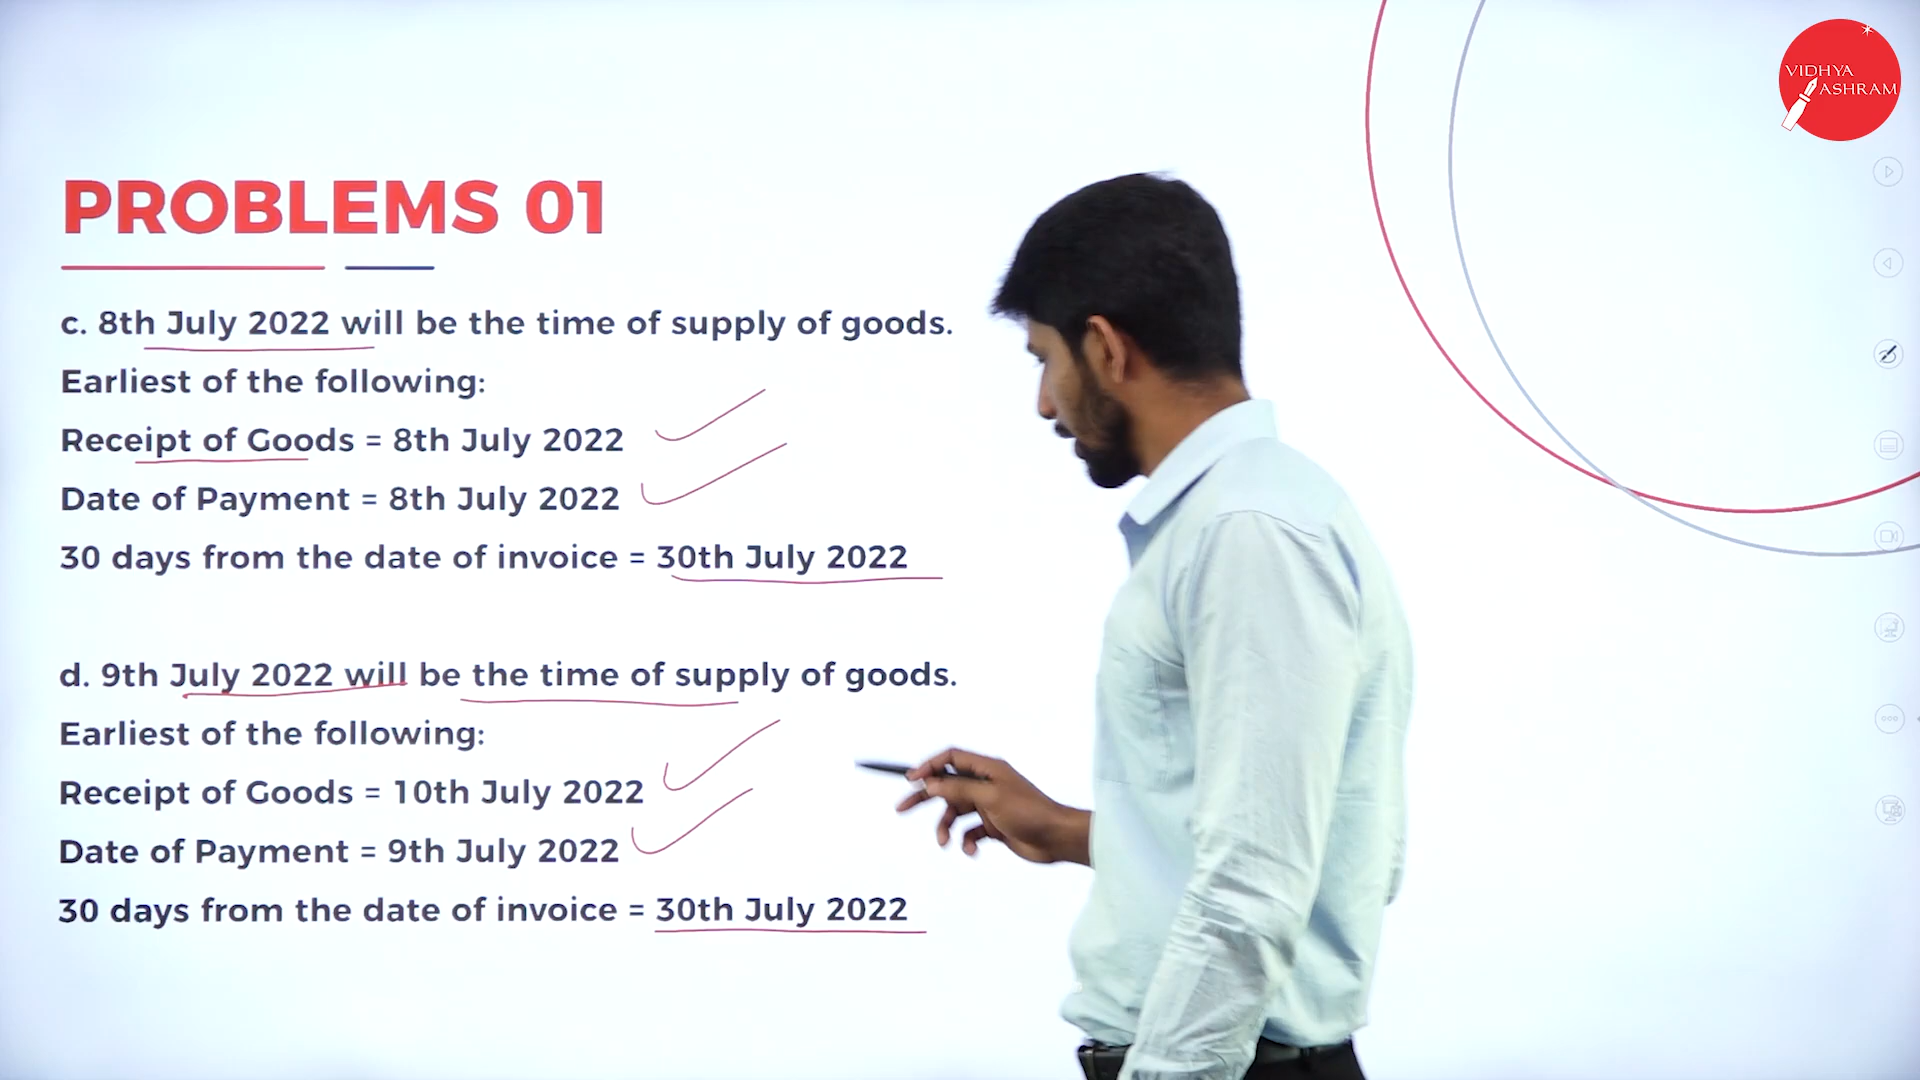 VIDHYA
ASHRAM
PROBLEMS 01
c. 8th July 2022 will be the time of supply of goods.
Earliest of the following:
Receipt of Goods = 8th July 2022
Date of Payment = 8th July 2022
30 days from the date of invoice = 30th July 2022
d. 9th July 2022 will be the time of supply of goods.
Earliest of the following:
Receipt of Goods = 10th July 2022
Date of Payment = 9th July 2022
30 days from the date of invoice = 30th July 2022